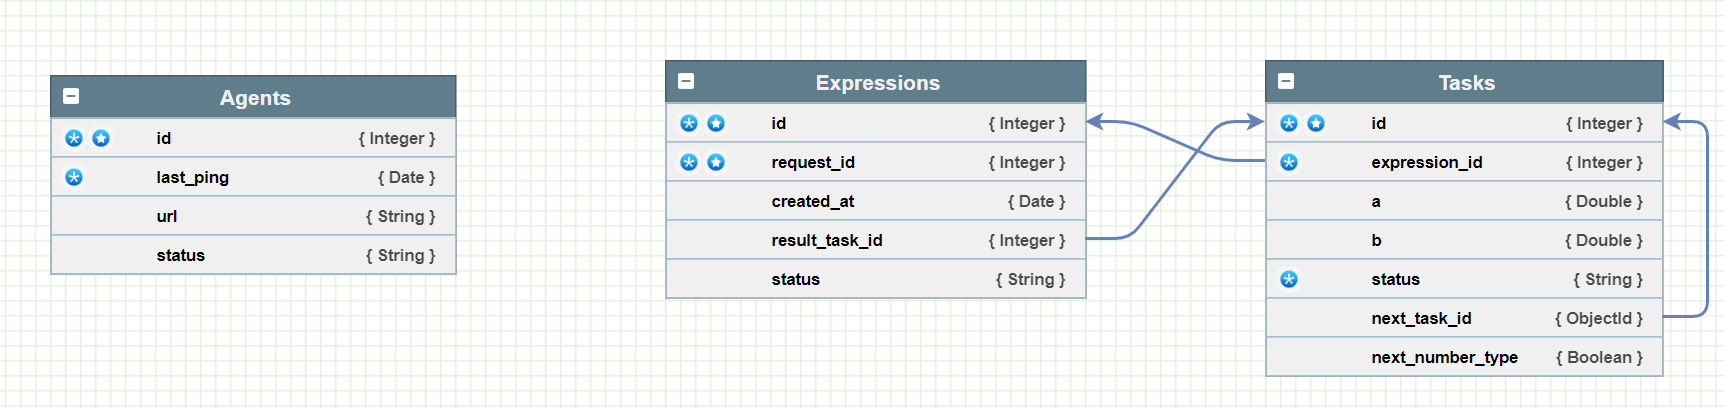 Agents
id { Integer }
last_ping { Date }
url { String }
status { String }
Expressions
id { Integer }
request_id { Integer }
created_at { Date }
result_task_id { Integer }
status { String }
Tasks
id { Integer }
expression_id { Integer }
a { Double }
b { Double }
status { String }
next_task_id { ObjectId }
next_number_type { Boolean }